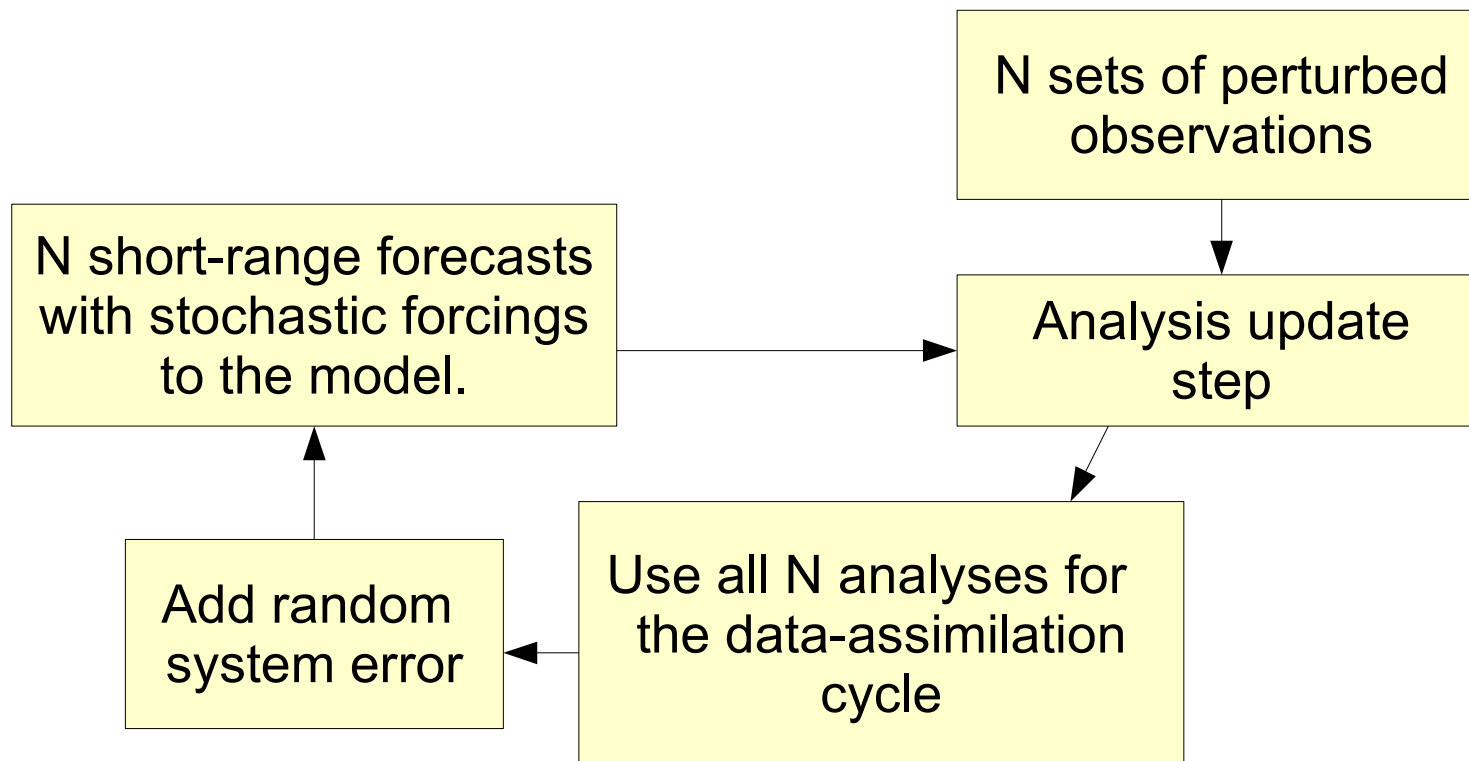 N sets of perturbed
observations
N short-range forecasts
with stochastic forcings
to the model.
Analysis update
step
Use all N analyses for
the data-assimilation
cycle
Add random
system error